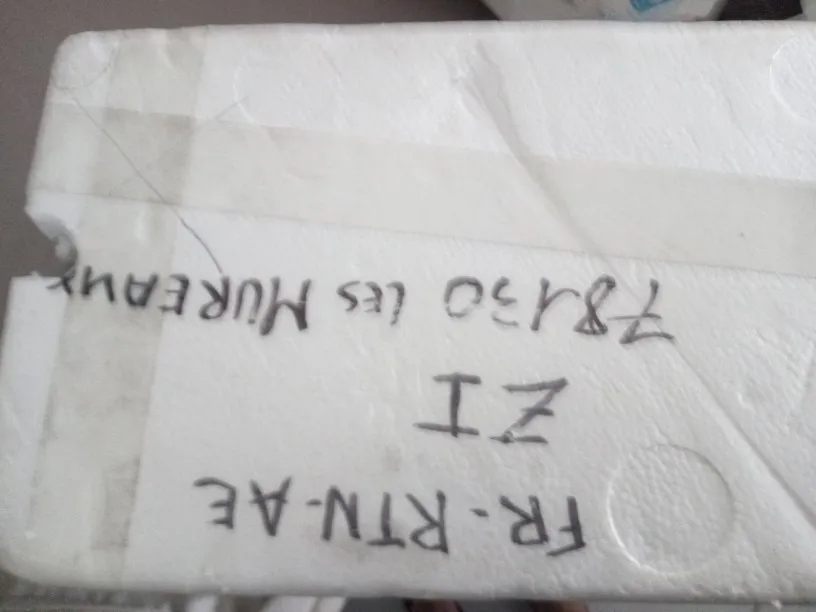 FR-RTN-AE
ZI
78130 LES MUREAUX